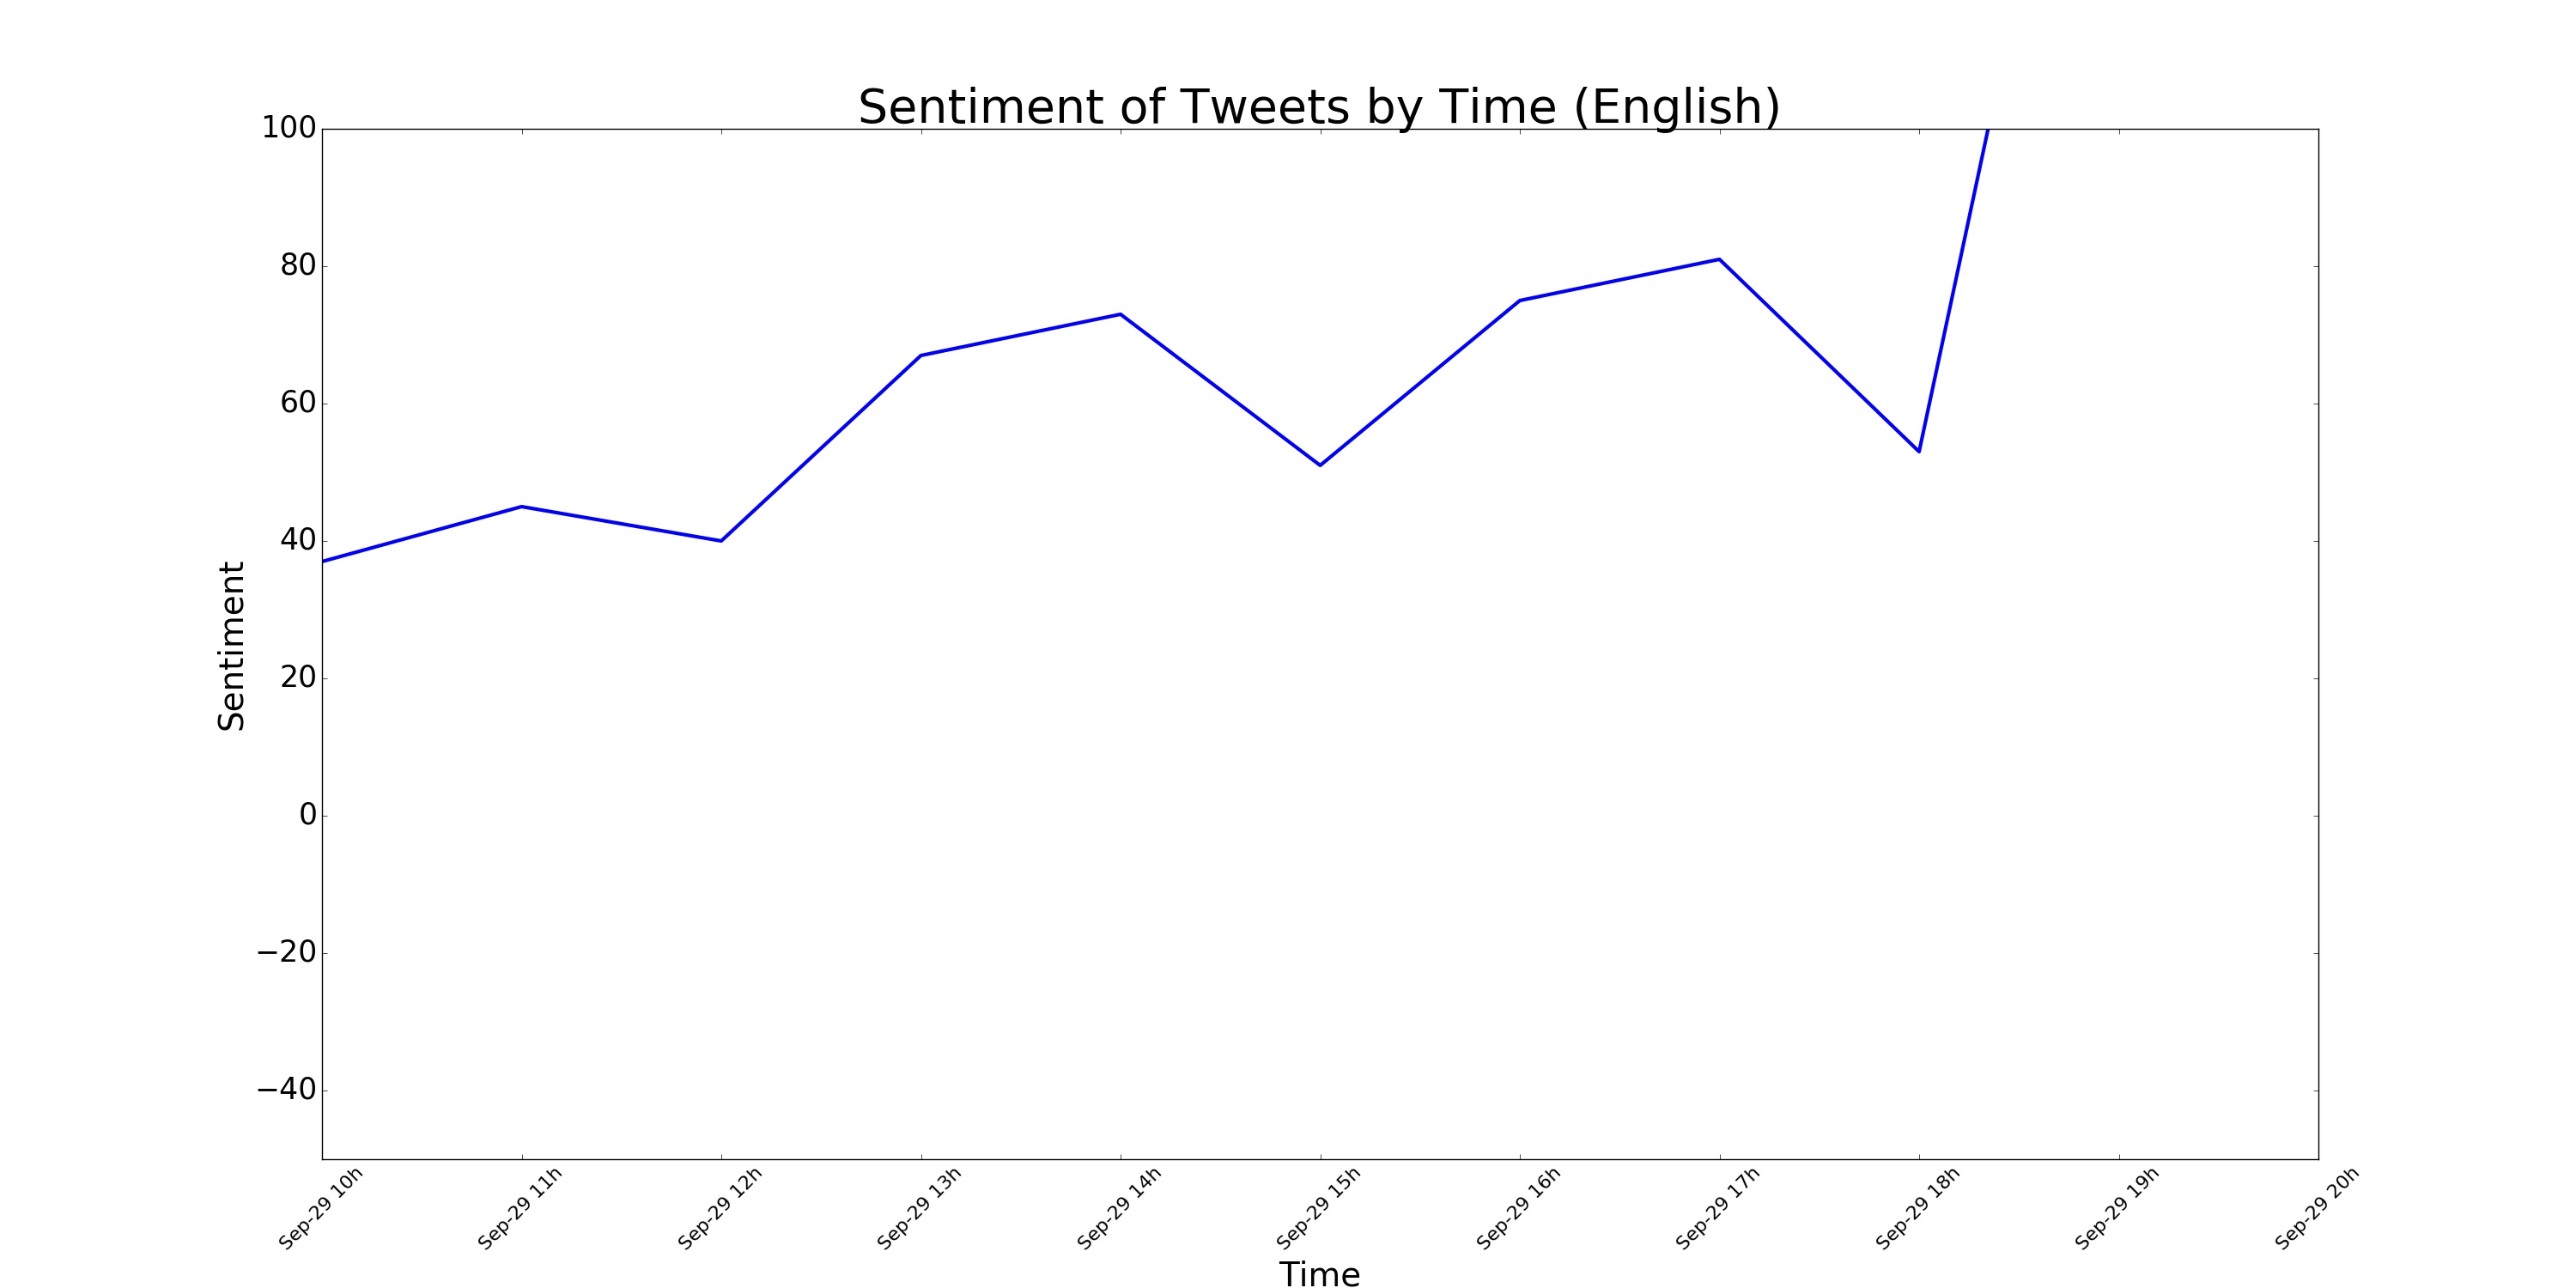 Sentiment of Tweets by Time (English)
100
80
60
40
20
0
−20
−40
Sentiment
Sep-29 10h
Sep-29 11h
Sep-29 12h
Sep-29 13h
Sep-29 14h
Sep-29 15h
Sep-29 16h
Sep-29 17h
Sep-29 18h
Sep-29 19h
Sep-29 20h
Time